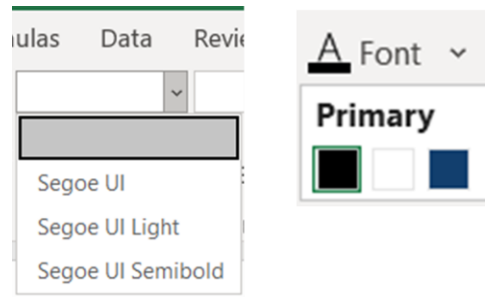 ulas Data Revie
Segoe UI
Segoe UI Light
Segoe UI Semibold
A Font
Primary